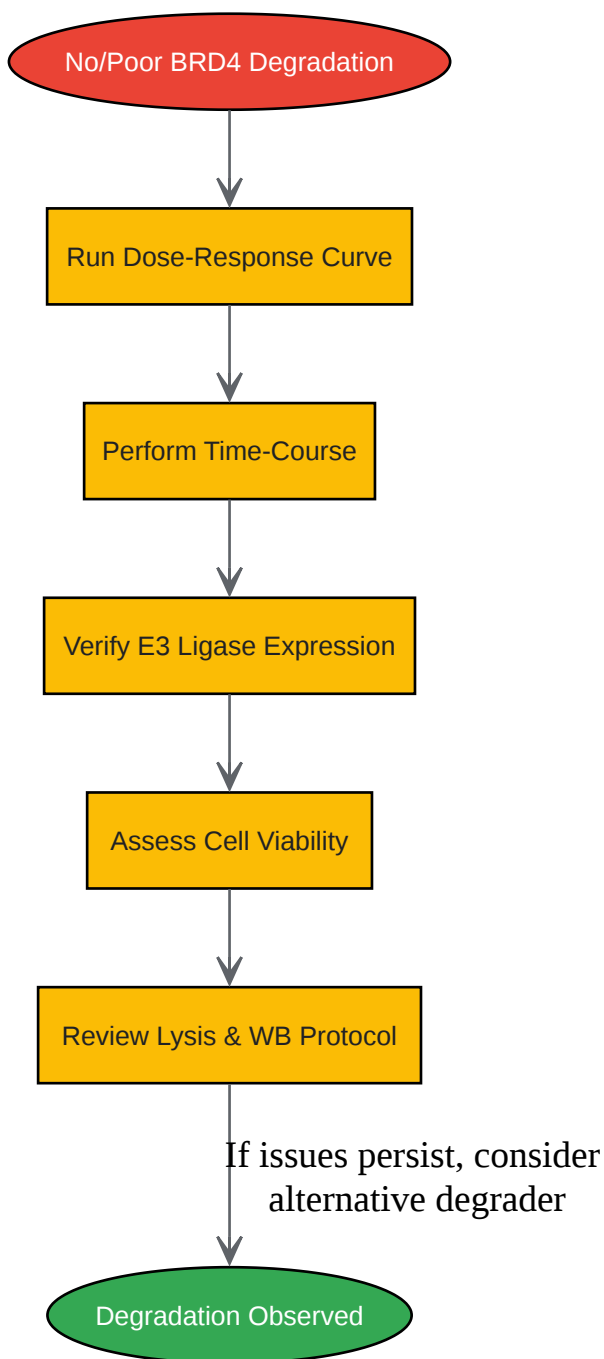 No/Poor BRD4 Degradation
Run Dose-Response Curve
Perform Time-Course
Verify E3 Ligase Expression
Assess Cell Viability
Review Lysis & WB Protocol
If issues persist, consider
alternative degrader
Degradation Observed